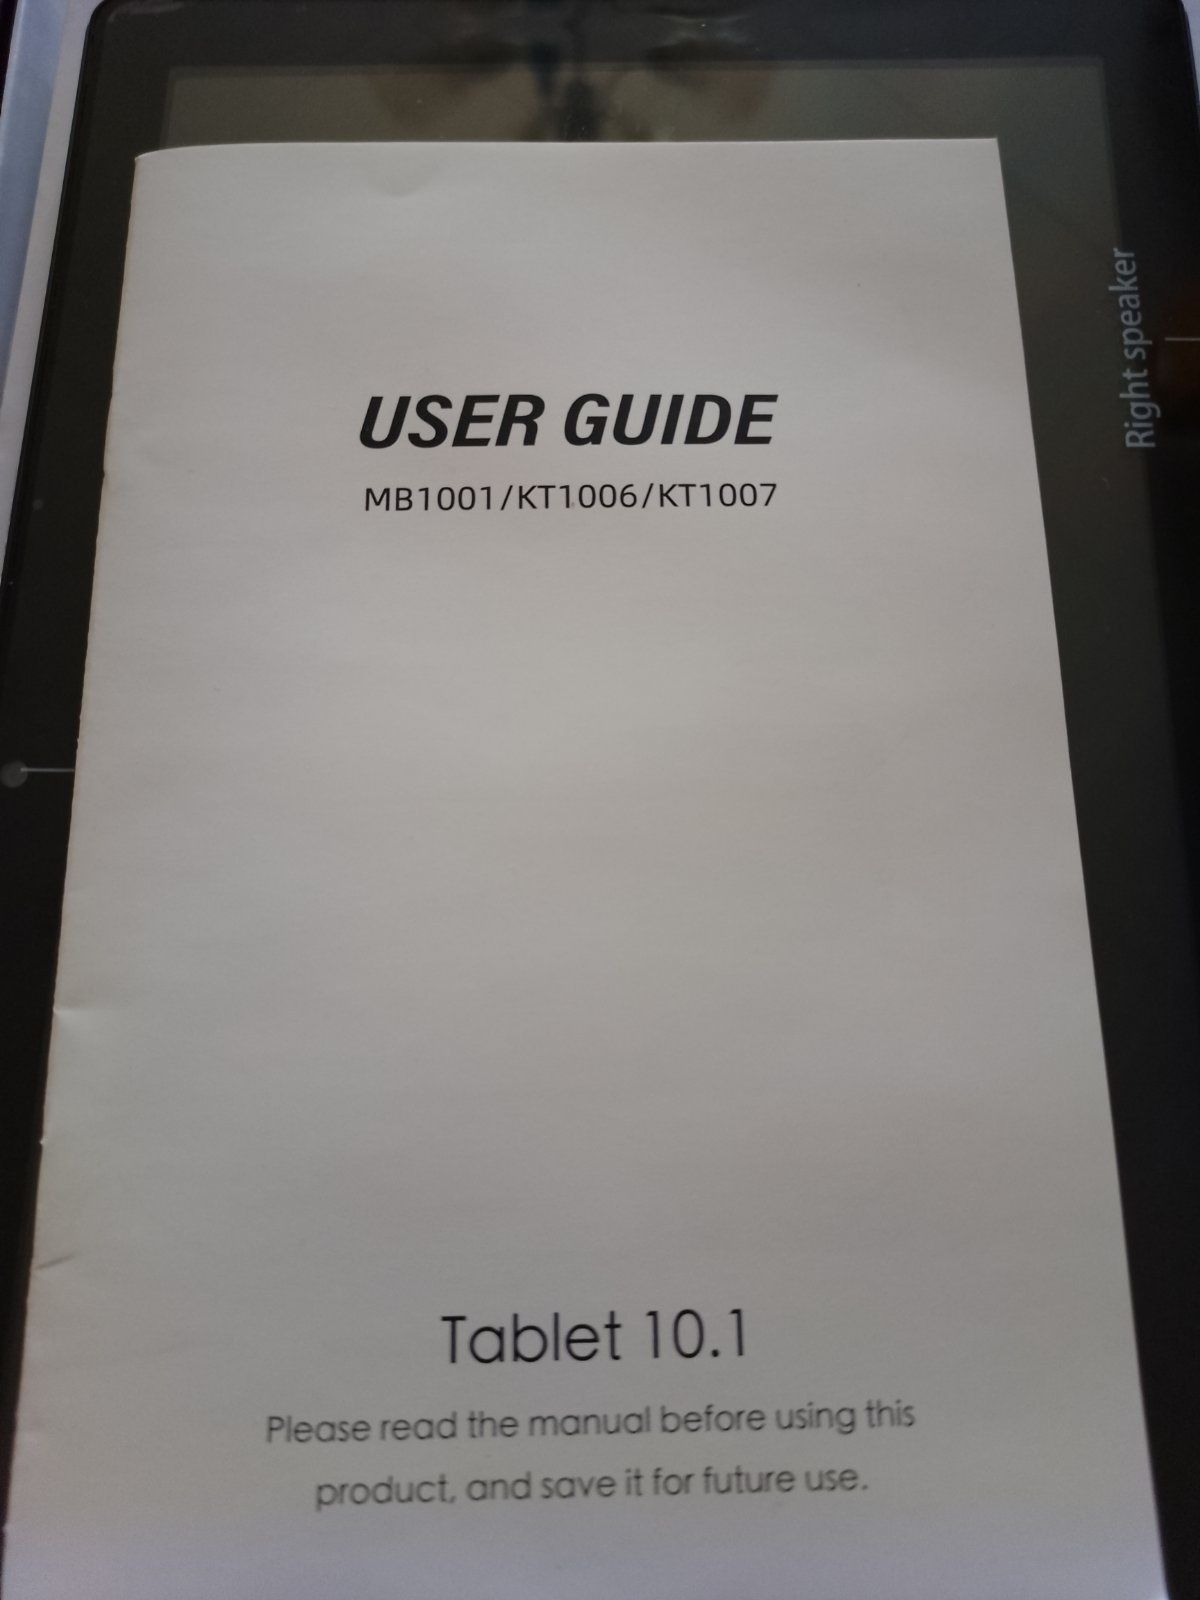 USER GUIDE
MB1001/KT1006/KT1007
Right speaker
Tablet 10.1
Please read the manual before using this
product, and save it for future use.